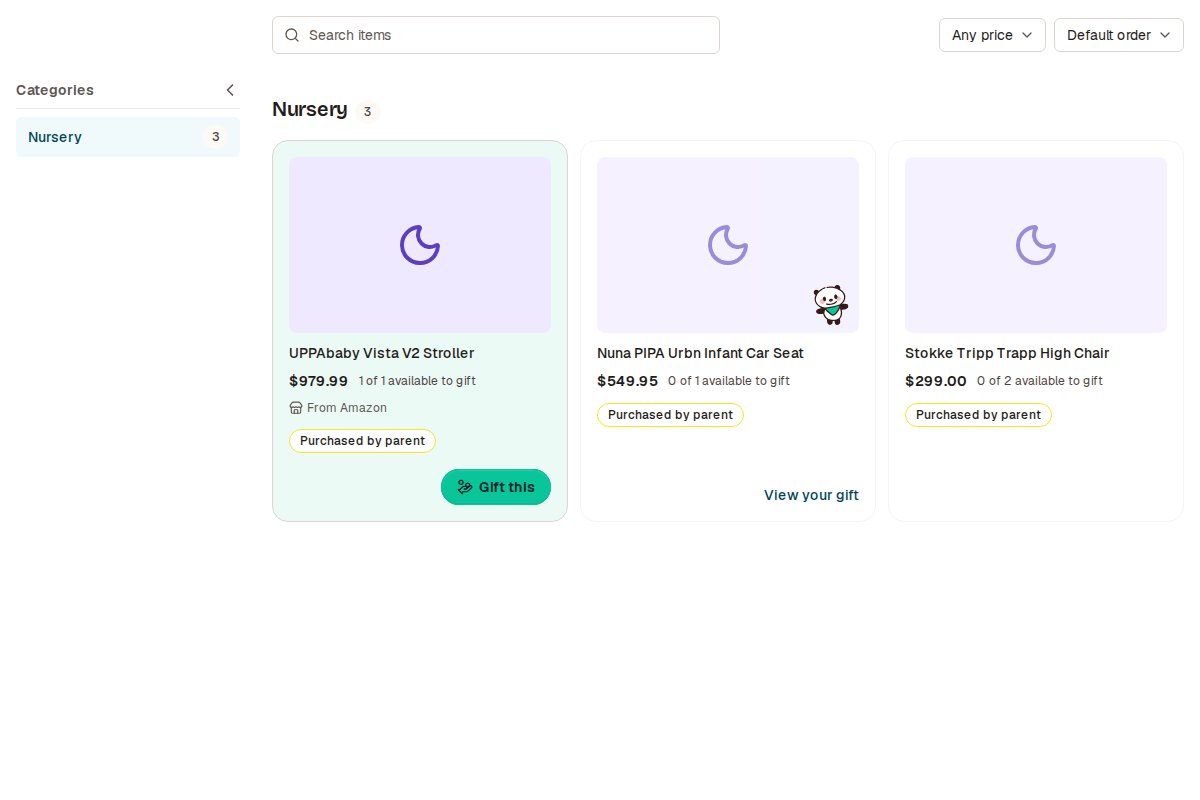 Search items
Any price
Default order
Categories
Nursery
3
Nursery 3
UPPAbaby Vista V2 Stroller
$979.99 1 of 1 available to gift
From Amazon
Purchased by parent
Gift this
Nuna PIPA Urbn Infant Car Seat
$549.95 0 of 1 available to gift
Purchased by parent
View your gift
Stokke Tripp Trapp High Chair
$299.00 0 of 2 available to gift
Purchased by parent